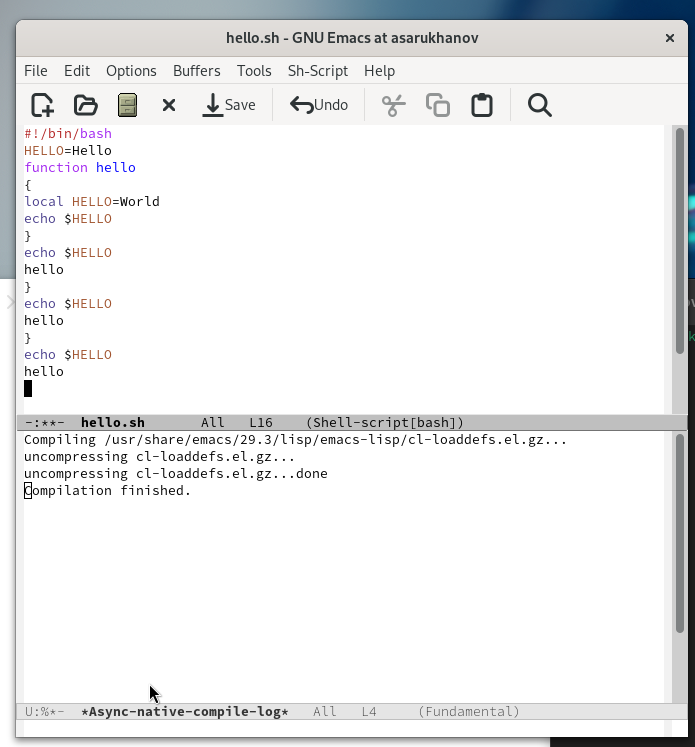 hello.sh - GNU Emacs at asarukhanov
File Edit Options Buffers Tools Sh-Script Help
Save Undo
#!/bin/bash
HELLO=Hello
function hello
{
local HELLO=World
echo $HELLO
}
echo $HELLO
hello
}
echo $HELLO
hello
}
echo $HELLO
hello
-:**- hello.sh All L16 (Shell-script[bash])
Compiling /usr/share/emacs/29.3/lisp/emacs-lisp/cl-loaddefs.el.gz...
uncompressing cl-loaddefs.el.gz...
uncompressing cl-loaddefs.el.gz...done
Compilation finished.
U:%*- *Async-native-compile-log* All L4 (Fundamental)